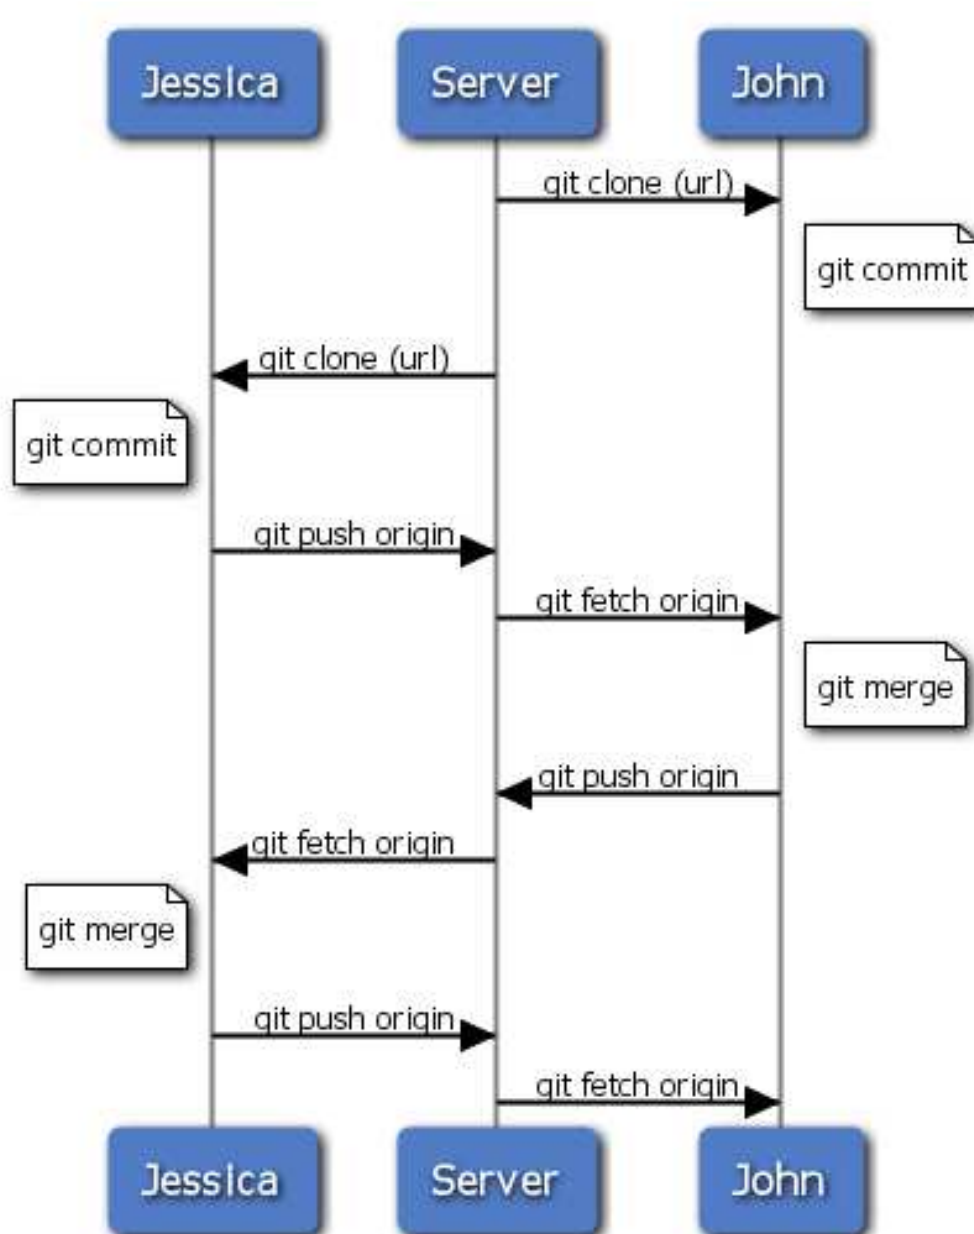 Jessica
Server
John
git clone (url)
git commit
git clone (url)
git commit
git push origin
git fetch origin
git merge
git push origin
git fetch origin
git merge
git push origin
git fetch origin
Jessica
Server
John